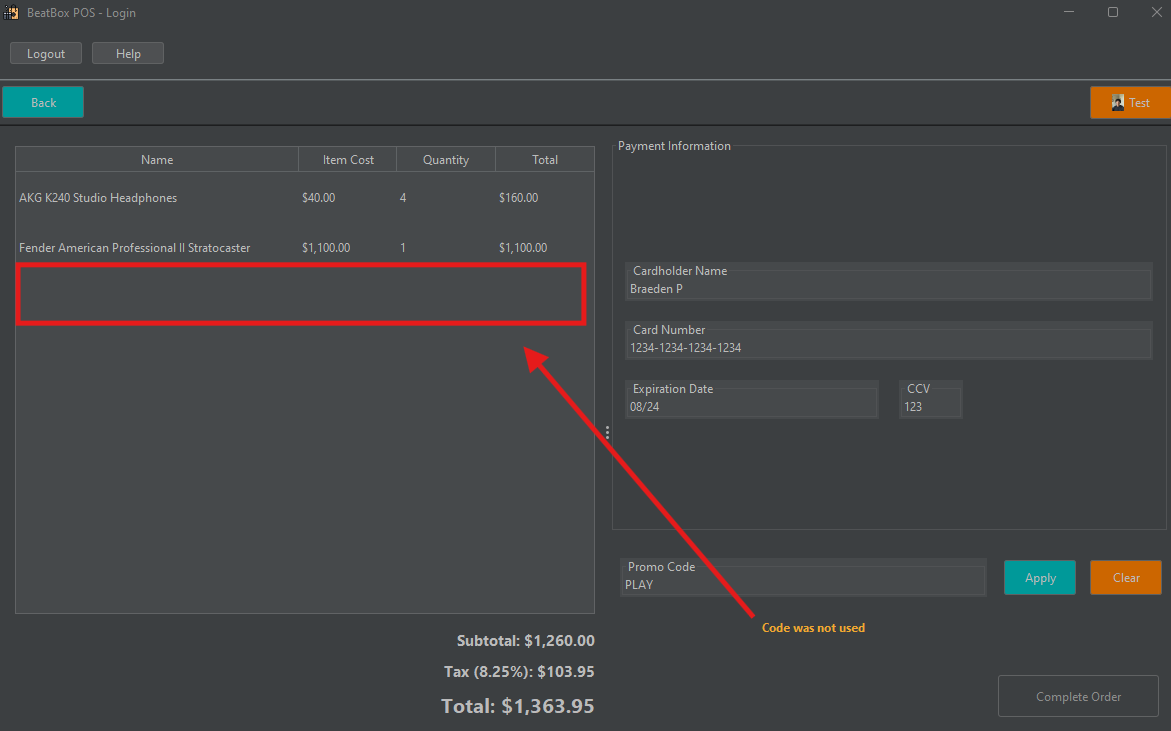 BeatBox POS - Login
Logout Help
Back Test
Name Item Cost Quantity Total
AKG K240 Studio Headphones $40.00 4 $160.00
Fender American Professional II Stratocaster $1,100.00 1 $1,100.00
Subtotal: $1,260.00
Tax (8.25%): $103.95
Total: $1,363.95
Payment Information
Cardholder Name
Braeden P
Card Number
1234-1234-1234-1234
Expiration Date CCV
08/24 123
Promo Code
PLAY
Apply Clear
Code was not used
Complete Order